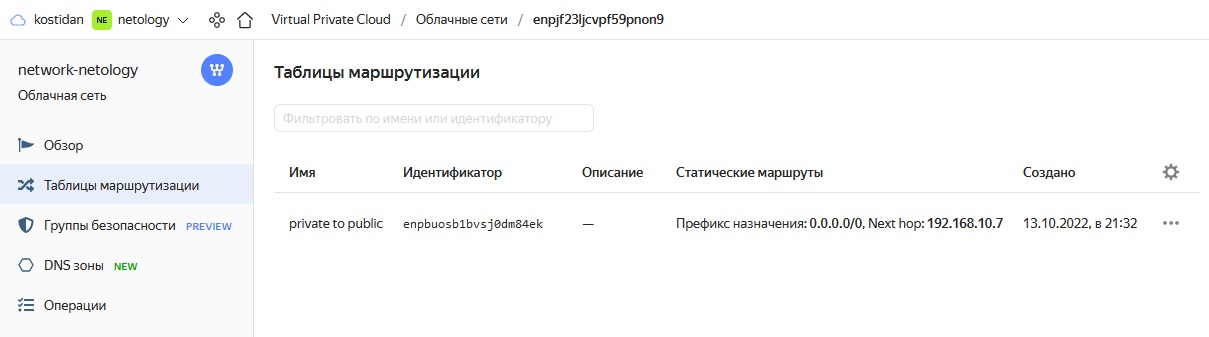 kostidan NE netology Virtual Private Cloud / Облачные сети / enpjf23ljcvpf59pnon9
network-netology
Облачная сеть
Обзор
Таблицы маршрутизации
Группы безопасности PREVIEW
DNS зоны NEW
Операции
Таблицы маршрутизации
Фильтровать по имени или идентификатору
Имя Идентификатор Описание Статические маршруты Создано
private to public enpbuosb1bvsj0dm84ek — Префикс назначения: 0.0.0.0/0, Next hop: 192.168.10.7 13.10.2022, в 21:32